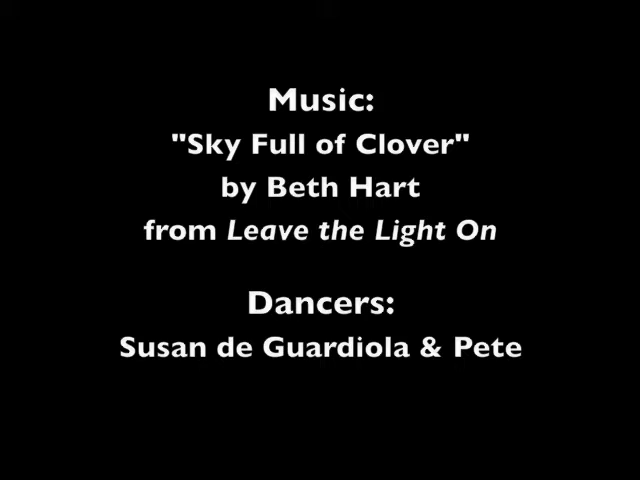 Music:
"Sky Full of Clover"
by Beth Hart
from Leave the Light On
Dancers:
Susan de Guardiola & Pete